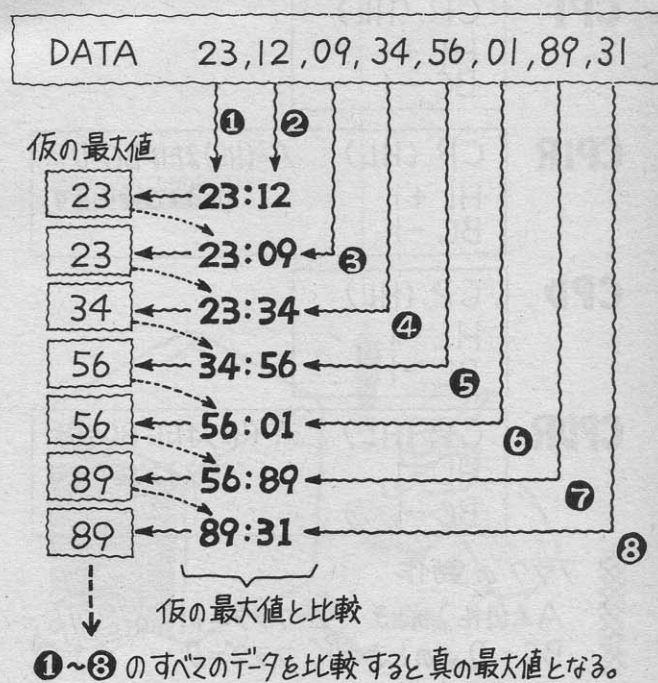 DATA 23,12,09,34,56,01,89,31
❶ ❷
仮の最大値
23 23:12
23 23:09 ❸
34 23:34 ❹
56 34:56 ❺
56 56:01 ❻
89 56:89 ❼
89 89:31 ❽
仮の最大値と比較
❶~❽ のすべてのデータを比較すると真の最大値となる。